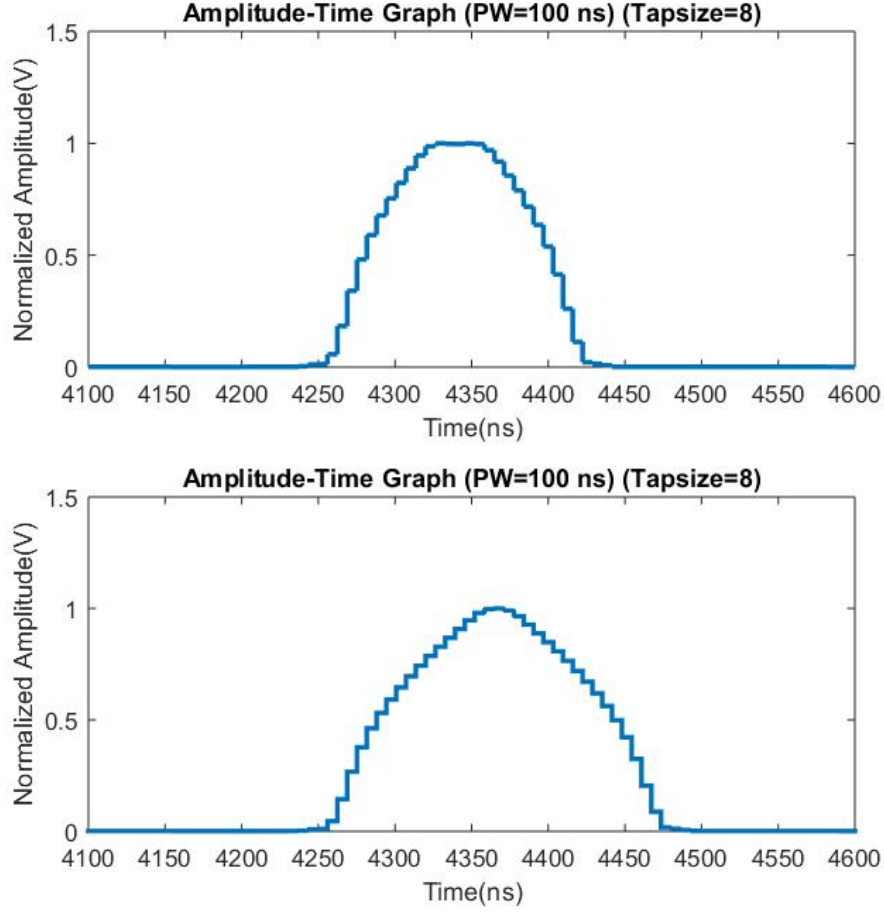 Amplitude-Time Graph (PW=100 ns) (Tapsize=8)
Normalized Amplitude(V)
1.5
1
0.5
0
4100 4150 4200 4250 4300 4350 4400 4450 4500 4550 4600
Time(ns)
Amplitude-Time Graph (PW=100 ns) (Tapsize=8)
Normalized Amplitude(V)
1.5
1
0.5
0
4100 4150 4200 4250 4300 4350 4400 4450 4500 4550 4600
Time(ns)